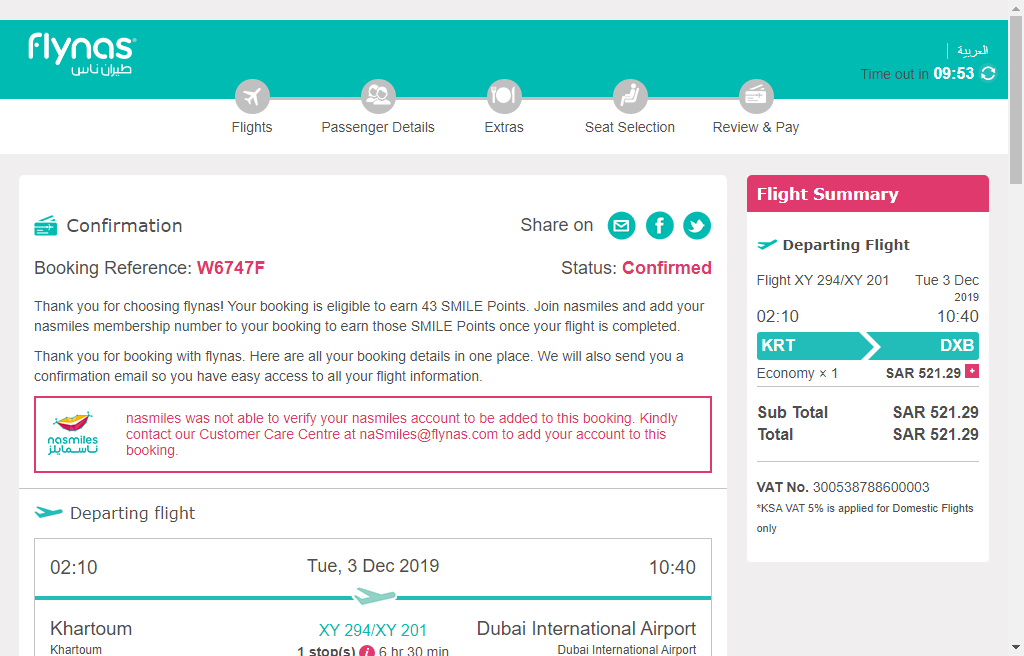 flynas
طيران ناس
العربية
Time out in 09:53
Flights
Passenger Details
Extras
Seat Selection
Review & Pay
Confirmation
Share on
Booking Reference: W6747F
Status: Confirmed
Thank you for choosing flynas! Your booking is eligible to earn 43 SMILE Points. Join nasmiles and add your
nasmiles membership number to your booking to earn those SMILE Points once your flight is completed.
Thank you for booking with flynas. Here are all your booking details in one place. We will also send you a
confirmation email so you have easy access to all your flight information.
nasmiles
ناسمايلز
nasmiles was not able to verify your nasmiles account to be added to this booking. Kindly
contact our Customer Care Centre at naSmiles@flynas.com to add your account to this
booking.
Departing flight
02:10
Tue, 3 Dec 2019
10:40
Khartoum
XY 294/XY 201
Dubai International Airport
Khartoum
1 stop(s) i 6 hr 30 min
Dubai International Airport
Flight Summary
Departing Flight
Flight XY 294/XY 201
Tue 3 Dec
2019
02:10
10:40
KRT
DXB
Economy × 1
SAR 521.29 +
Sub Total
SAR 521.29
Total
SAR 521.29
VAT No. 300538788600003
*KSA VAT 5% is applied for Domestic Flights
only